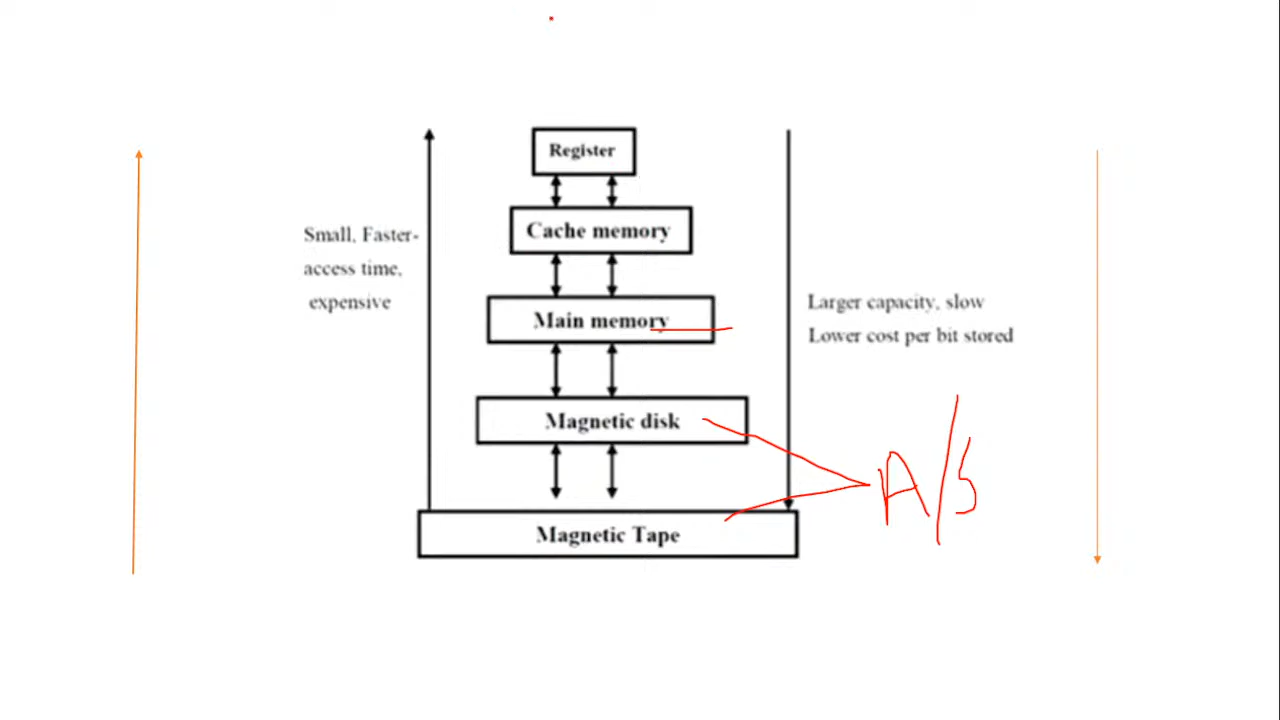 Register
Cache memory
Small, Faster-
access time,
expensive
Main memory
Larger capacity, slow
Lower cost per bit stored
Magnetic disk
A/S
Magnetic Tape